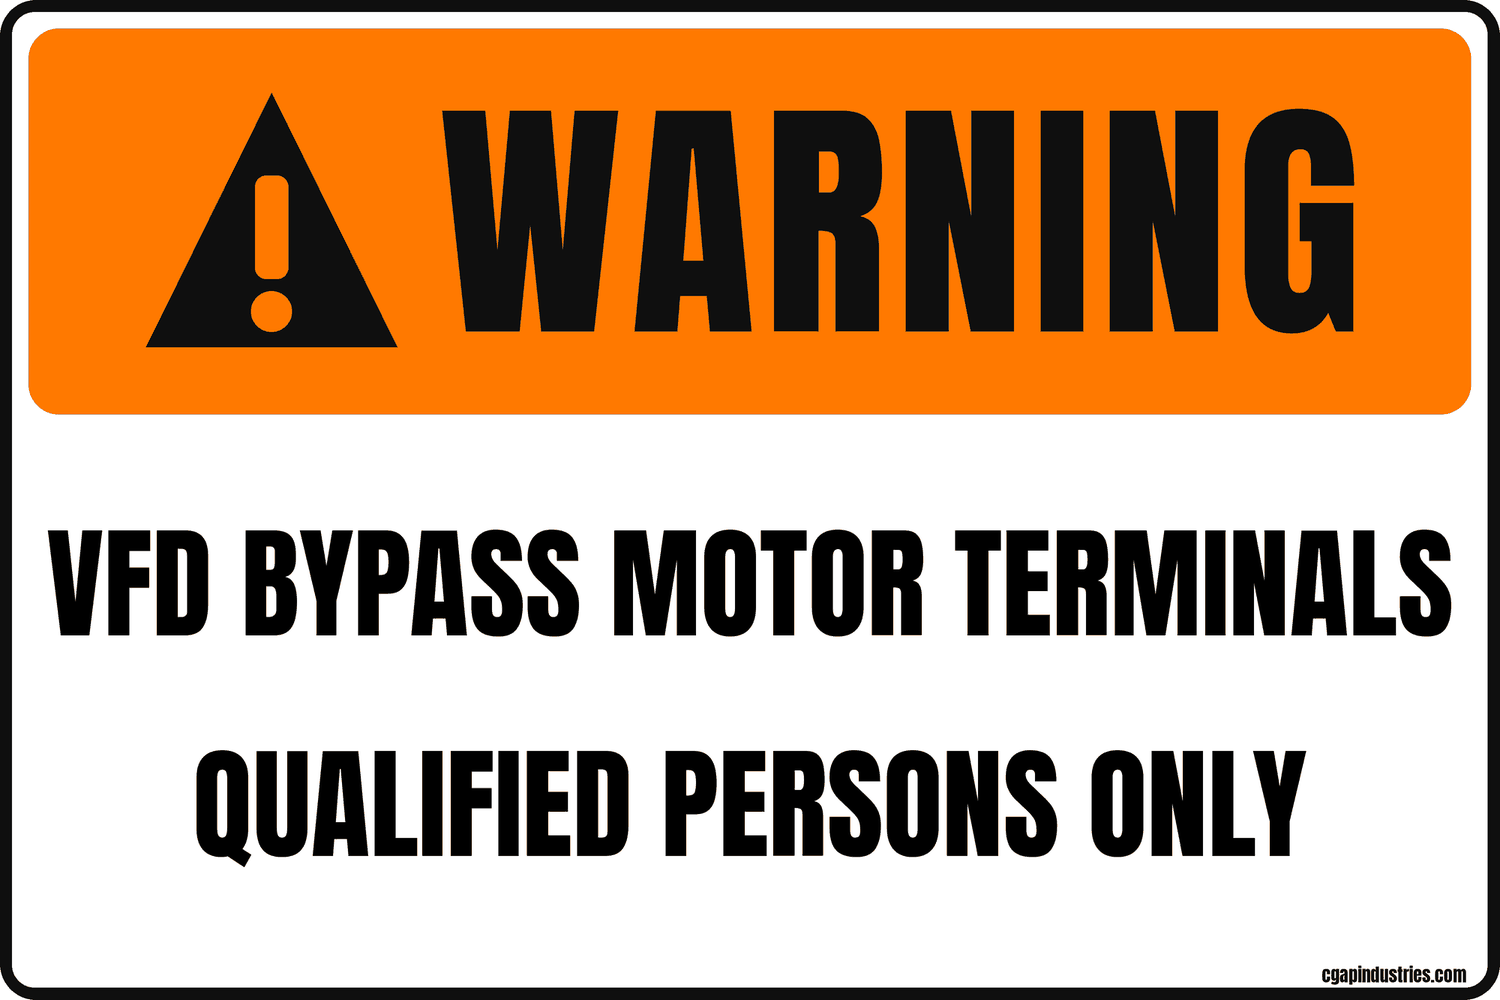 WARNING
VFD BYPASS MOTOR TERMINALS
QUALIFIED PERSONS ONLY
cgapindustries.com